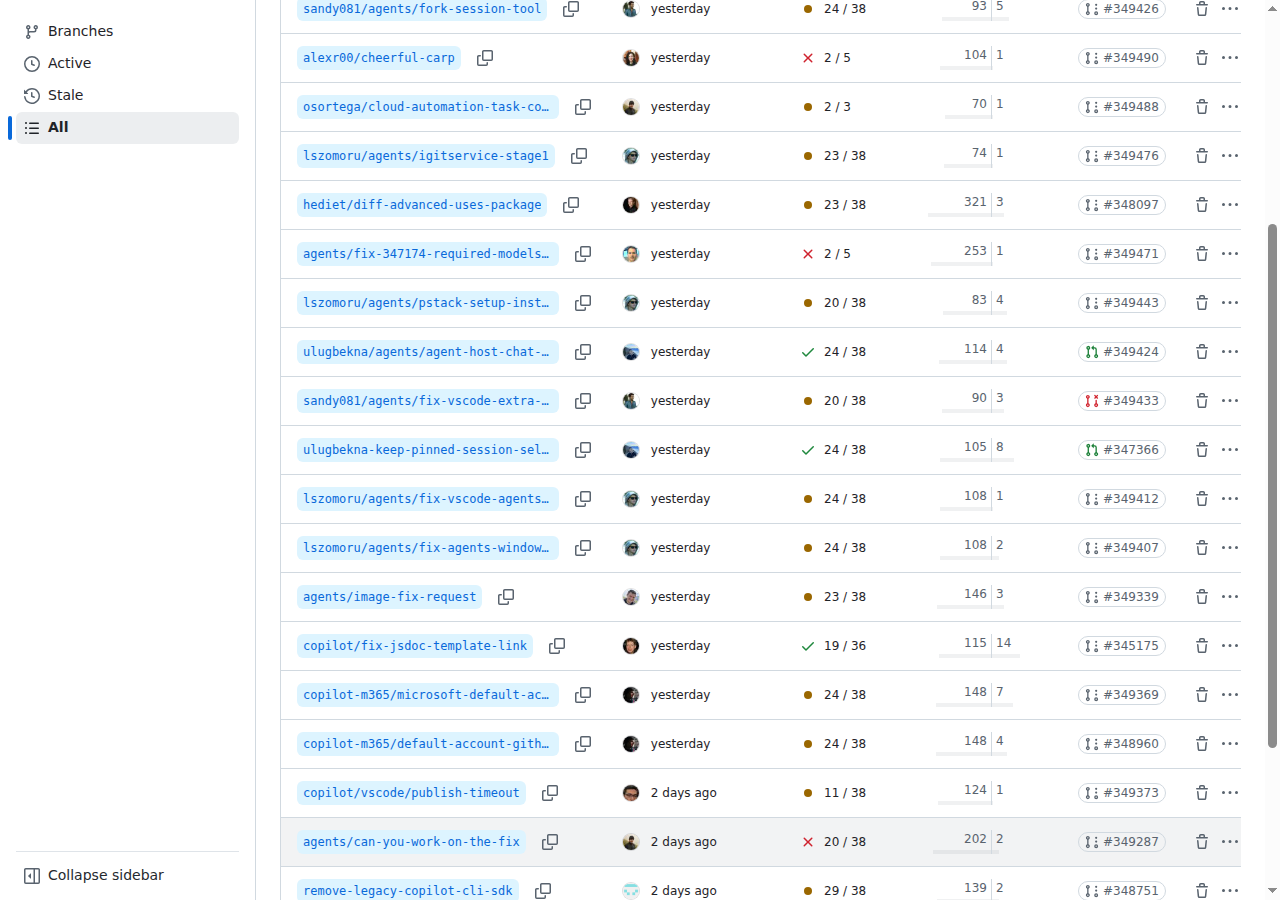 Branches
Active
Stale
All
Collapse sidebar
sandy081/agents/fork-session-tool yesterday 24 / 38 93 5 #349426
alexr00/cheerful-carp yesterday 2 / 5 104 1 #349490
osortega/cloud-automation-task-co… yesterday 2 / 3 70 1 #349488
lszomoru/agents/igitservice-stage1 yesterday 23 / 38 74 1 #349476
hediet/diff-advanced-uses-package yesterday 23 / 38 321 3 #348097
agents/fix-347174-required-models… yesterday 2 / 5 253 1 #349471
lszomoru/agents/pstack-setup-inst… yesterday 20 / 38 83 4 #349443
ulugbekna/agents/agent-host-chat-… yesterday 24 / 38 114 4 #349424
sandy081/agents/fix-vscode-extra-… yesterday 20 / 38 90 3 #349433
ulugbekna-keep-pinned-session-sel… yesterday 24 / 38 105 8 #347366
lszomoru/agents/fix-vscode-agents… yesterday 24 / 38 108 1 #349412
lszomoru/agents/fix-agents-window… yesterday 24 / 38 108 2 #349407
agents/image-fix-request yesterday 23 / 38 146 3 #349339
copilot/fix-jsdoc-template-link yesterday 19 / 36 115 14 #345175
copilot-m365/microsoft-default-ac… yesterday 24 / 38 148 7 #349369
copilot-m365/default-account-gith… yesterday 24 / 38 148 4 #348960
copilot/vscode/publish-timeout 2 days ago 11 / 38 124 1 #349373
agents/can-you-work-on-the-fix 2 days ago 20 / 38 202 2 #349287
remove-legacy-copilot-cli-sdk 2 days ago 29 / 38 139 2 #348751